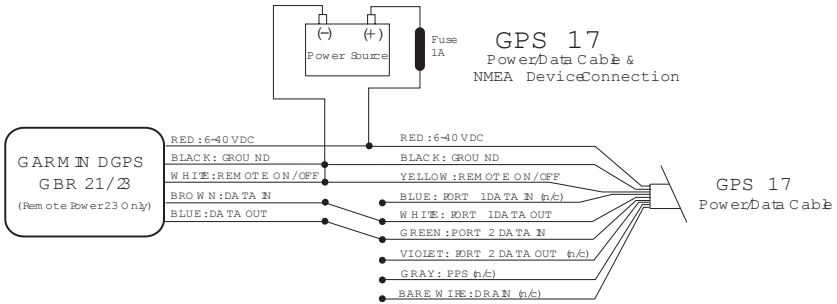 (-) (+)
Power Source
Fuse
1A
GPS 17
Power/Data Cable &
NMEA Device Connection
GARMIN DGPS
GBR 21/23
(Remote Power 23 Only)
RED: 6-40 VDC
BLACK: GROUND
WHITE: REMOTE ON/OFF
BROWN: DATA IN
BLUE: DATA OUT
RED: 6-40 VDC
BLACK: GROUND
YELLOW: REMOTE ON/OFF
BLUE: PORT 1 DATA IN (n/c)
WHITE: PORT 1 DATA OUT
GREEN: PORT 2 DATA IN
VIOLET: PORT 2 DATA OUT (n/c)
GRAY: PPS (n/c)
BARE WIRE: DRAIN (n/c)
GPS 17
Power/Data Cable